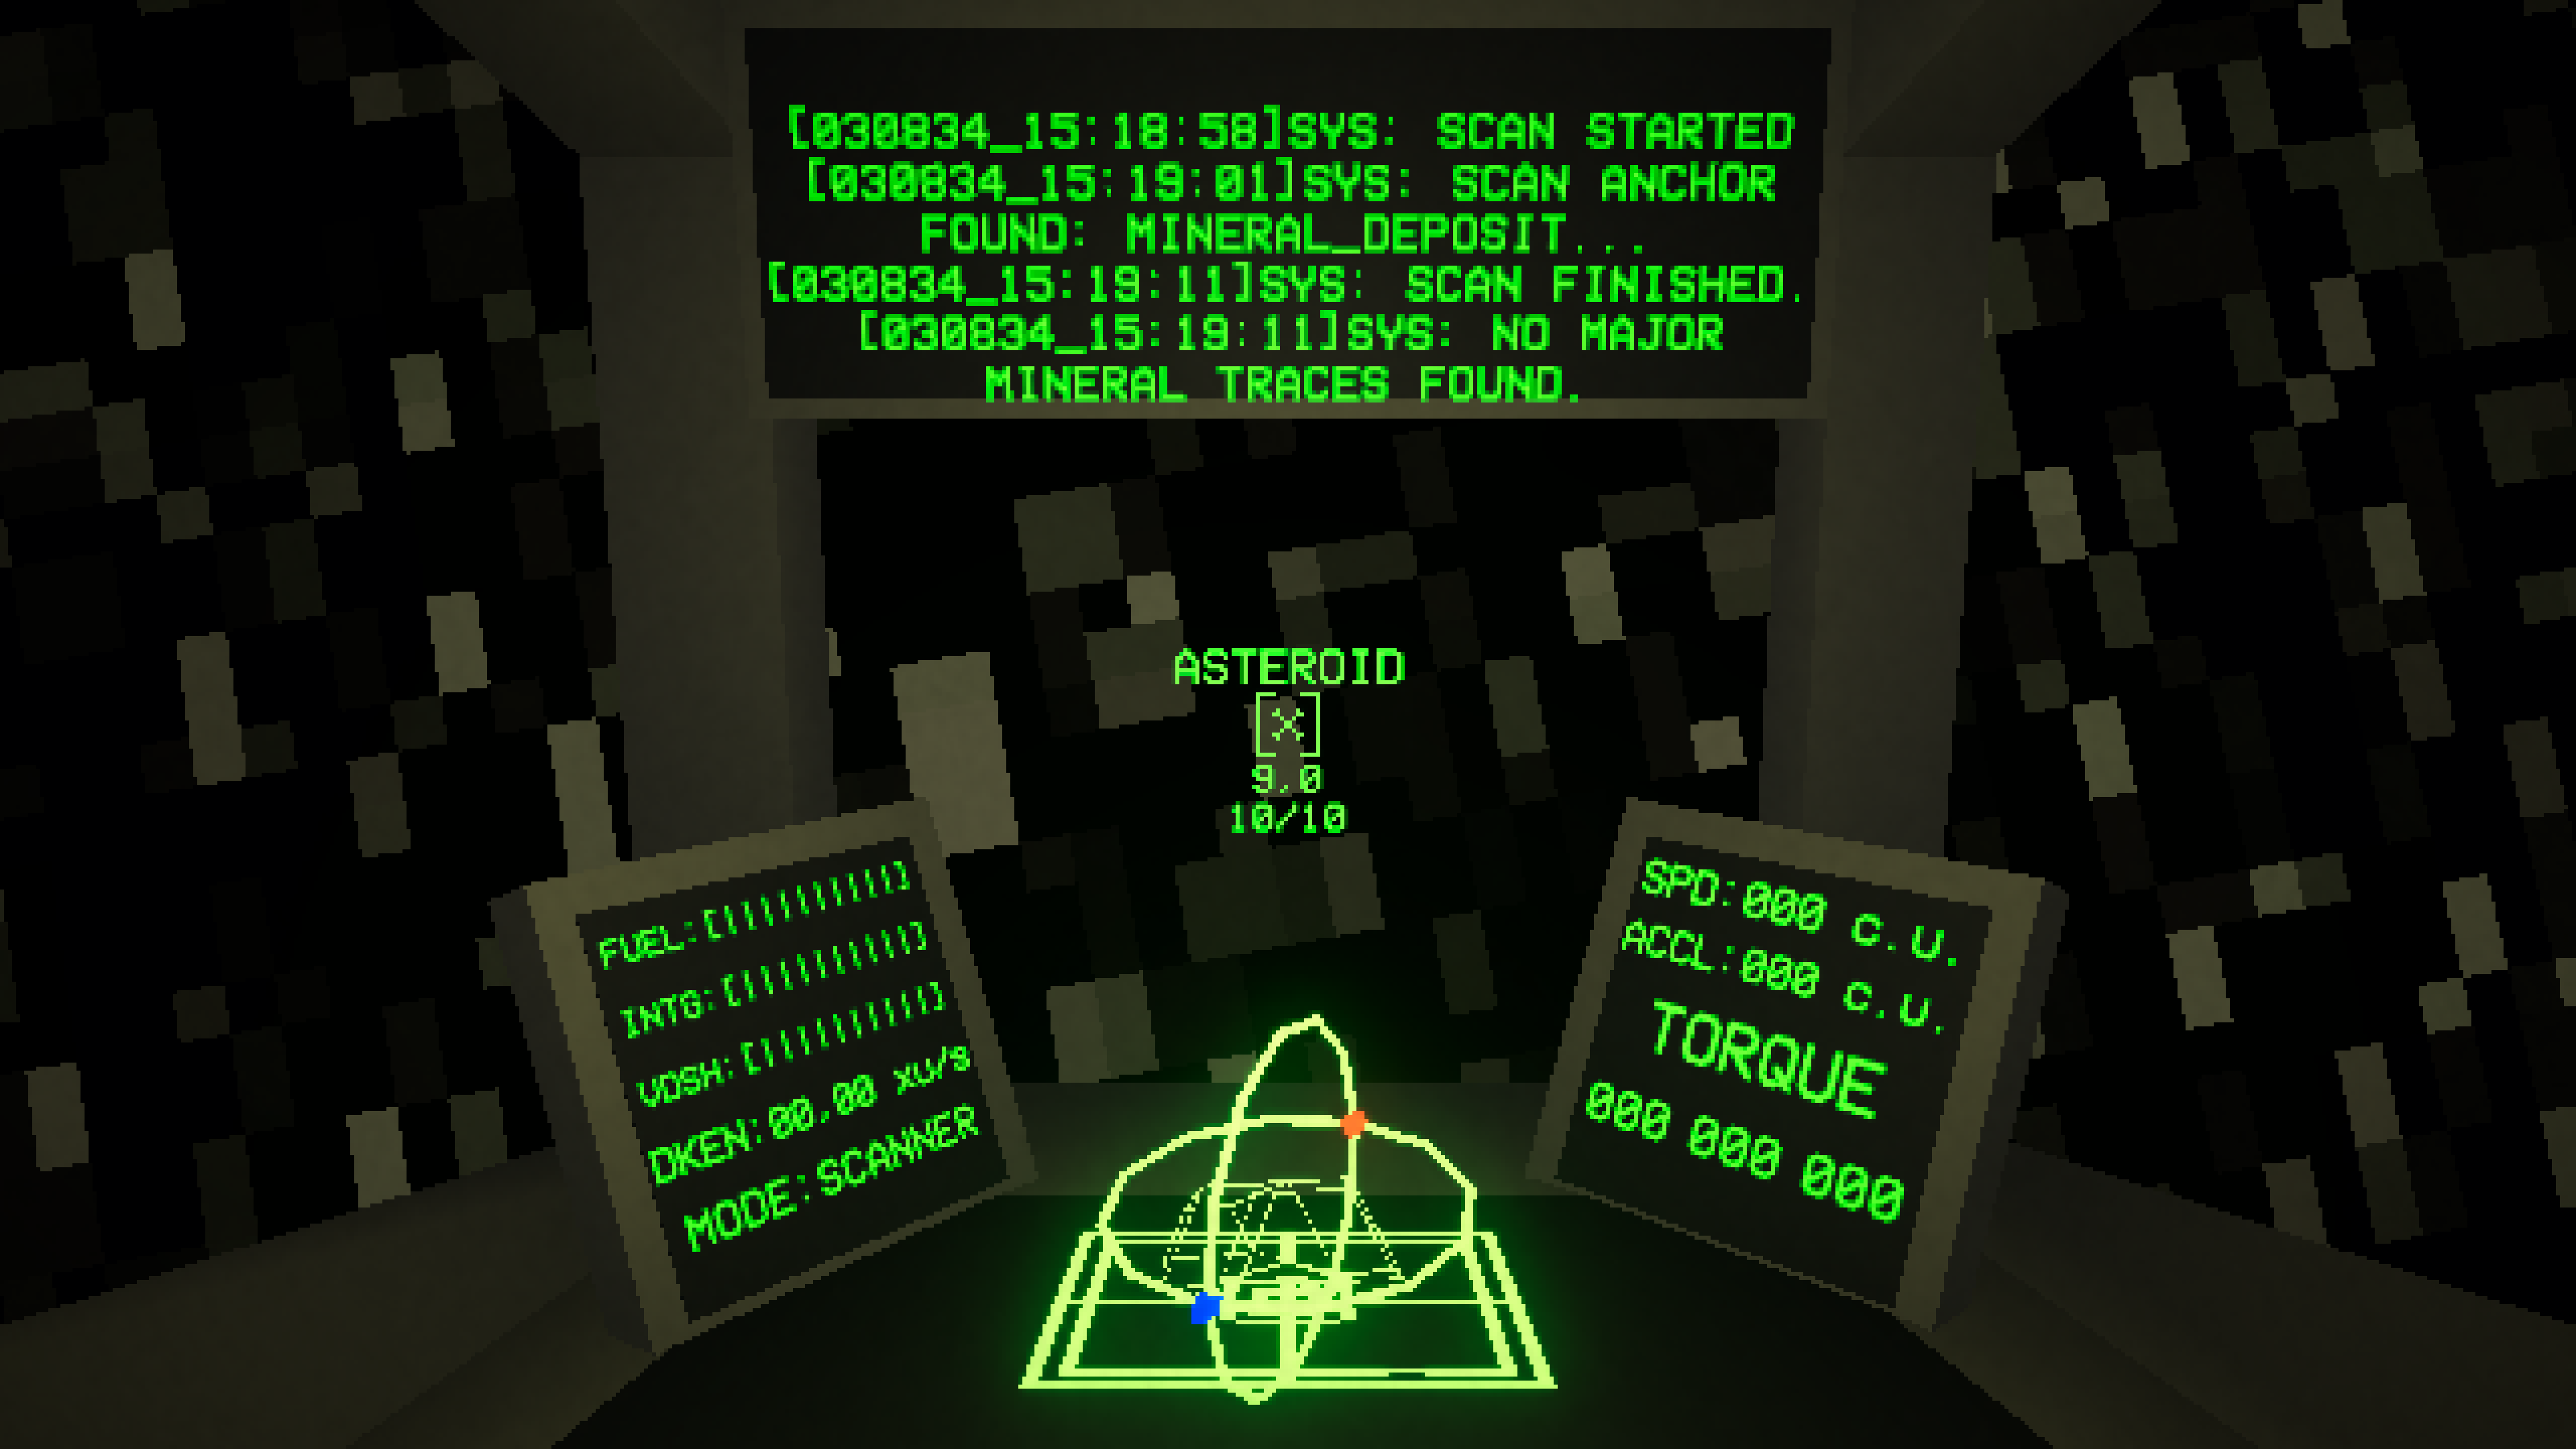 [030834_15:18:58]SYS: SCAN STARTED
[030834_15:19:01]SYS: SCAN ANCHOR
FOUND: MINERAL_DEPOSIT...
[030834_15:19:11]SYS: SCAN FINISHED.
[030834_15:19:11]SYS: NO MAJOR
MINERAL TRACES FOUND.
ASTEROID
[X]
9.0
10/10
FUEL:[|||||||||||]
INTG:[|||||||||||]
VDSH:[|||||||||||]
DKEN:00.00 xU/s
MODE:SCANNER
SPD:000 c.U.
ACCL:000 c.U.
TORQUE
000 000 000